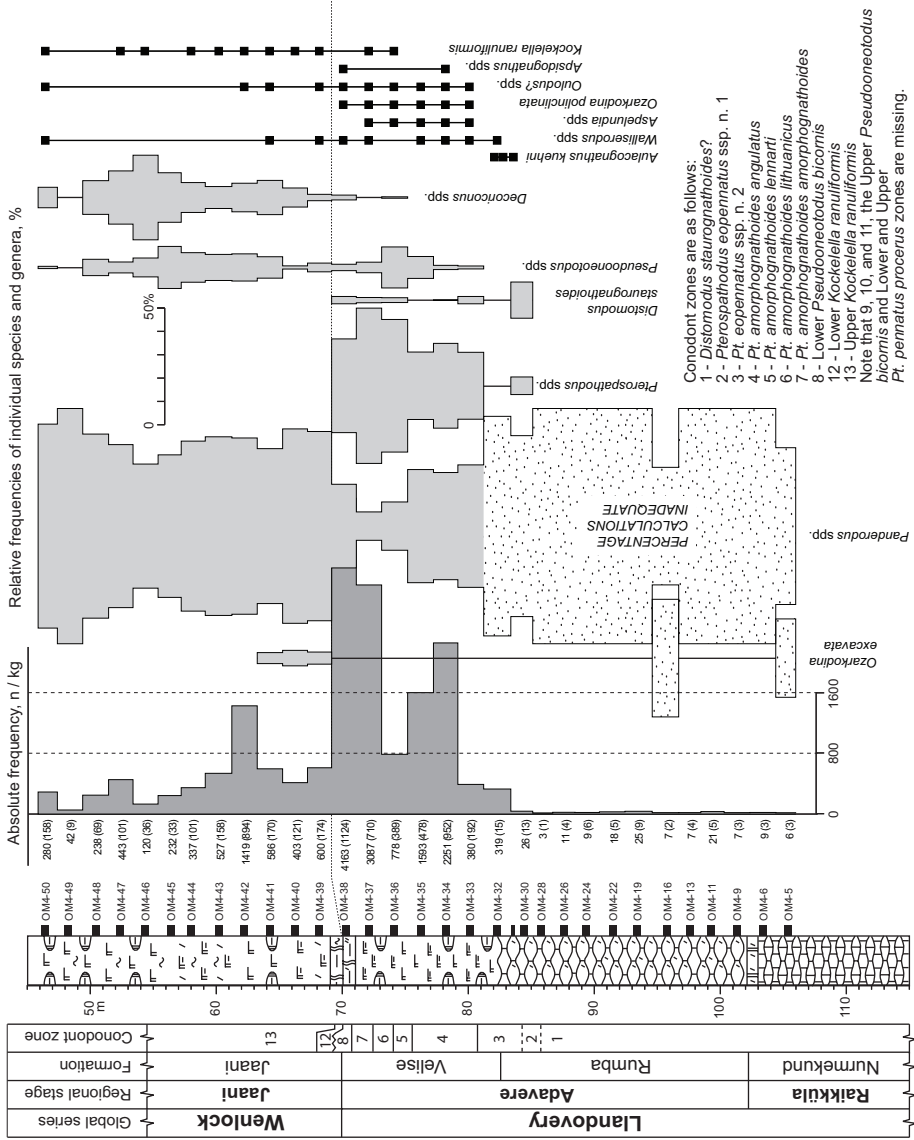 Global series
Wenlock
Llandovery
Regional stage
Jaani
Adavere
Raikküla
Formation
Jaani
Velise
Rumba
Nurmekund
Conodont zone
13
12
8
7
6
5
4
3
2
1
50
m
60
70
80
90
100
110
OM4-50
OM4-49
OM4-48
OM4-47
OM4-46
OM4-45
OM4-44
OM4-43
OM4-42
OM4-41
OM4-40
OM4-39
OM4-38
OM4-37
OM4-36
OM4-35
OM4-34
OM4-33
OM4-32
OM4-30
OM4-28
OM4-26
OM4-24
OM4-22
OM4-19
OM4-16
OM4-13
OM4-11
OM4-9
OM4-6
OM4-5
Absolute frequency, n / kg
280 (158)
42 (9)
238 (69)
443 (101)
120 (36)
232 (33)
337 (101)
527 (158)
1419 (894)
586 (170)
403 (121)
600 (174)
4163 (1124)
3087 (710)
778 (389)
1593 (478)
2251 (952)
380 (192)
319 (15)
26 (13)
3 (1)
11 (4)
9 (6)
18 (5)
25 (9)
7 (2)
7 (4)
21 (5)
7 (3)
9 (3)
6 (3)
0
800
1600
Relative frequencies of individual species and genera, %
0
50%
Ozarkodina
excavata
Panderodus spp.
PERCENTAGE
CALCULATIONS
INADEQUATE
Pterospathodus spp.
Distomodus
staurognathoides
Pseudooneotodus spp.
Decoriconus spp.
Aulacognathus kuehni
Walliserodus spp.
Aspelundia spp.
Ozarkodina polinclinata
Oulodus? spp.
Apsidognathus spp.
Kockelella ranuliformis
Conodont zones are as follows:
1 - Distomodus staurognathoides?
2 - Pterospathodus eopennatus ssp. n. 1
3 - Pt. eopennatus ssp. n. 2
4 - Pt. amorphognathoides angulatus
5 - Pt. amorphognathoides lennarti
6 - Pt. amorphognathoides lithuanicus
7 - Pt. amorphognathoides amorphognathoides
8 - Lower Pseudooneotodus bicornis
12 - Lower Kockelella ranuliformis
13 - Upper Kockelella ranuliformis
Note that 9, 10, and 11, the Upper Pseudooneotodus
bicornis and Lower and Upper
Pt. pennatus procerus zones are missing.